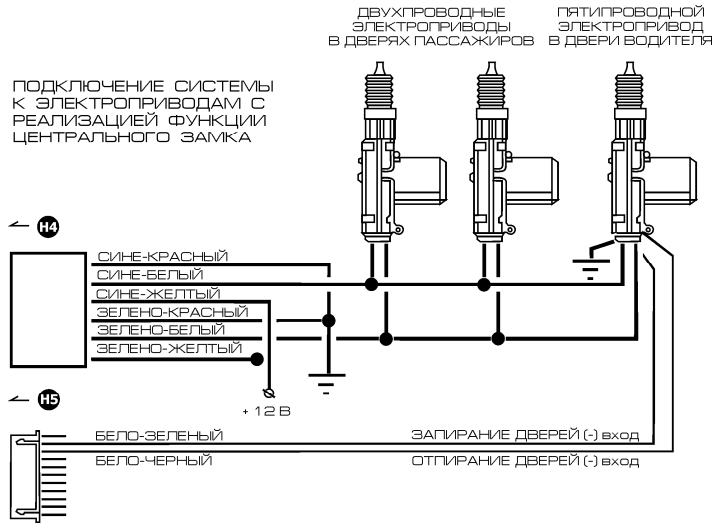 ДВУХПРОВОДНЫЕ
ЭЛЕКТРОПРИВОДЫ
В ДВЕРЯХ ПАССАЖИРОВ
ПЯТИПРОВОДНОЙ
ЭЛЕКТРОПРИВОД
В ДВЕРИ ВОДИТЕЛЯ
ПОДКЛЮЧЕНИЕ СИСТЕМЫ
К ЭЛЕКТРОПРИВОДАМ С
РЕАЛИЗАЦИЕЙ ФУНКЦИИ
ЦЕНТРАЛЬНОГО ЗАМКА
H4
СИНЕ-КРАСНЫЙ
СИНЕ-БЕЛЫЙ
СИНЕ-ЖЕЛТЫЙ
ЗЕЛЕНО-КРАСНЫЙ
ЗЕЛЕНО-БЕЛЫЙ
ЗЕЛЕНО-ЖЕЛТЫЙ
H5
+ 12 В
БЕЛО-ЗЕЛЕНЫЙ
ЗАПИРАНИЕ ДВЕРЕЙ (-) вход
БЕЛО-ЧЕРНЫЙ
ОТПИРАНИЕ ДВЕРЕЙ (-) вход